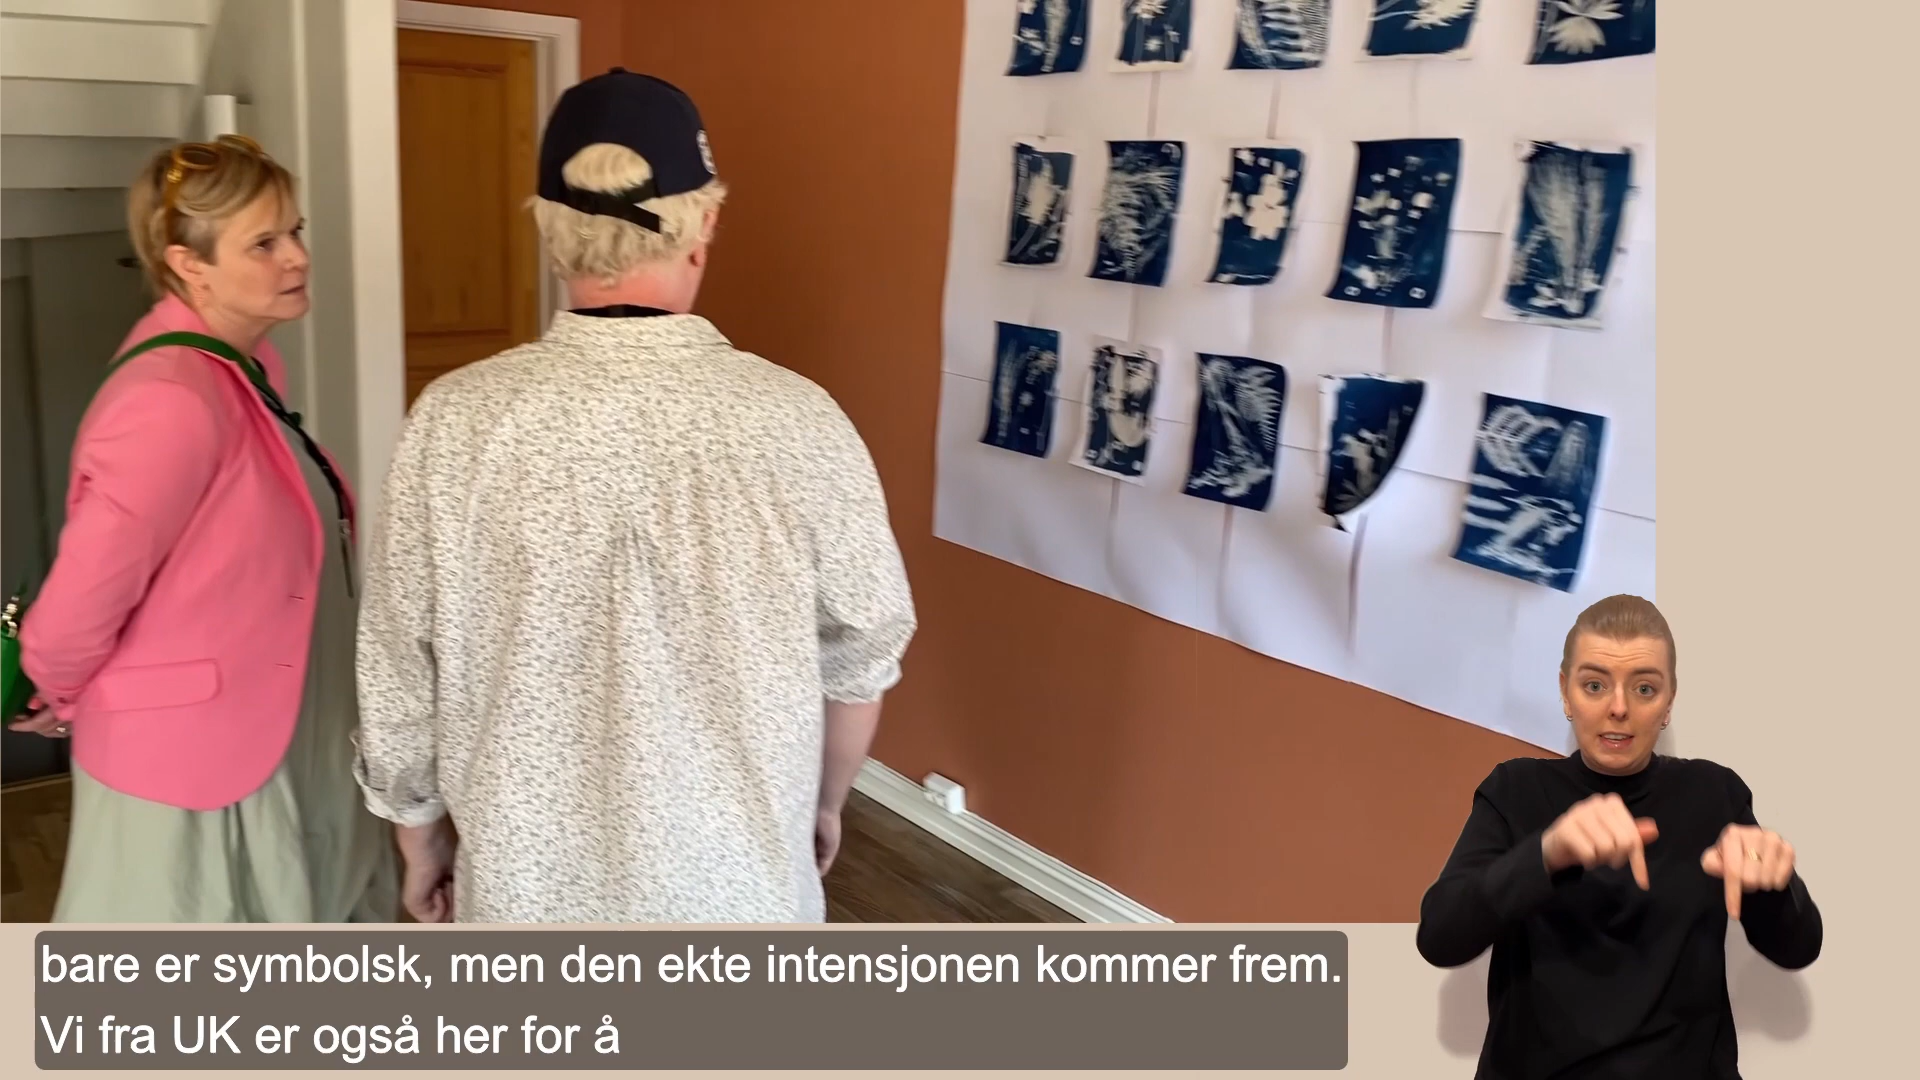 bare er symbolsk, men den ekte intensjonen kommer frem.
Vi fra UK er også her for å